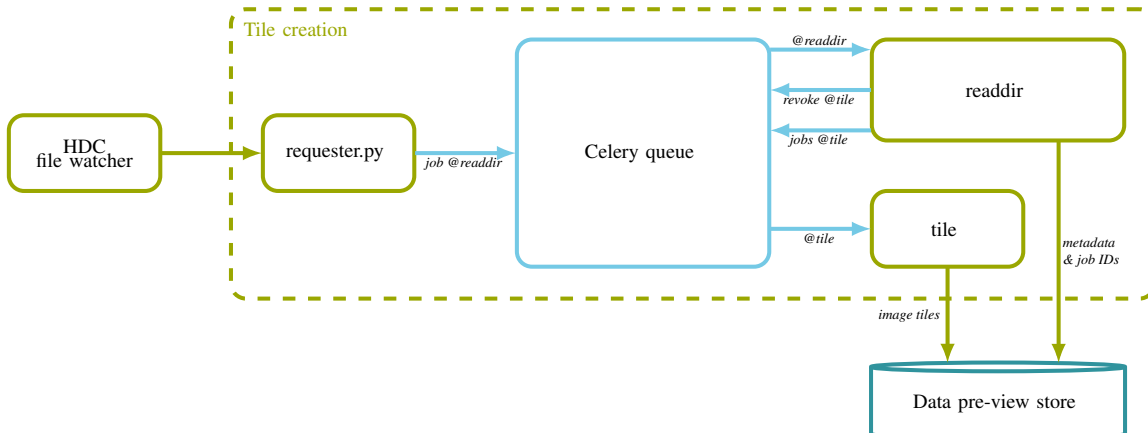 Tile creation
@readdir
revoke @tile
jobs @tile
readdir
HDC
file watcher
requester.py
job @readdir
Celery queue
@tile
tile
metadata
& job IDs
image tiles
Data pre-view store